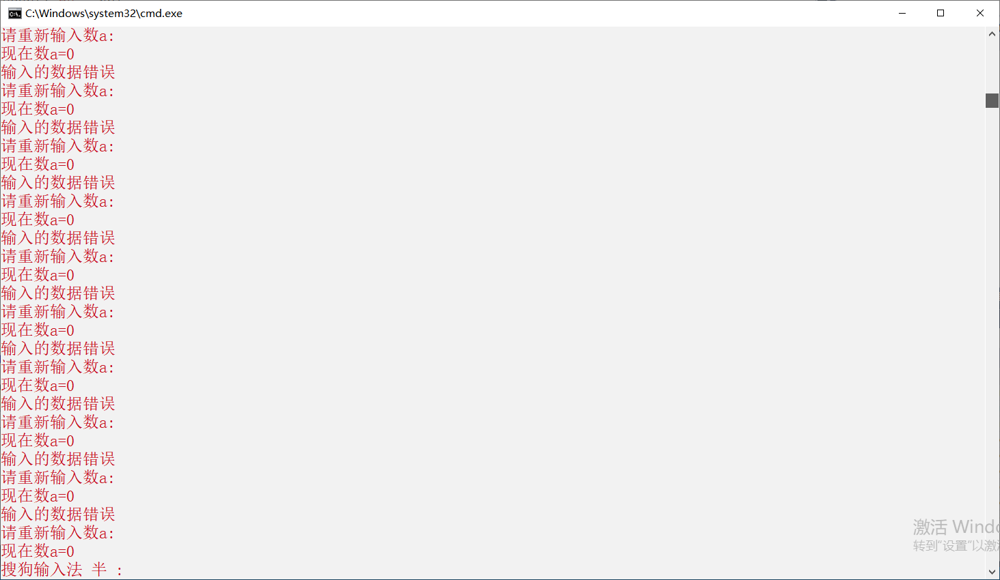 C:\Windows\system32\cmd.exe
请重新输入数a:
现在数a=0
输入的数据错误
请重新输入数a:
现在数a=0
输入的数据错误
请重新输入数a:
现在数a=0
输入的数据错误
请重新输入数a:
现在数a=0
输入的数据错误
请重新输入数a:
现在数a=0
输入的数据错误
请重新输入数a:
现在数a=0
输入的数据错误
请重新输入数a:
现在数a=0
输入的数据错误
请重新输入数a:
现在数a=0
输入的数据错误
请重新输入数a:
现在数a=0
输入的数据错误
请重新输入数a:
现在数a=0
搜狗输入法 半 :
激活 Windo
转到"设置"以激活